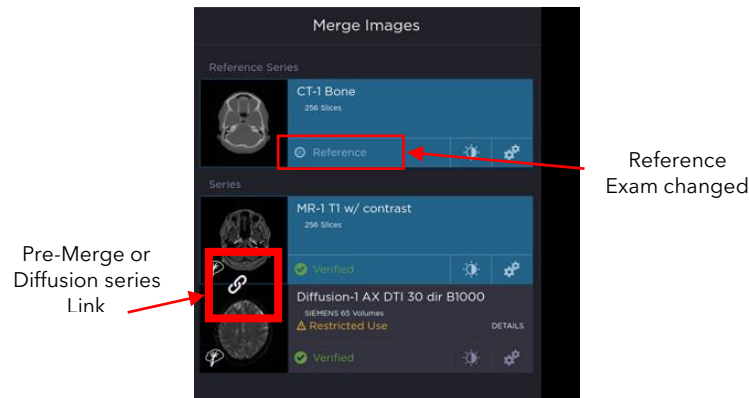 Merge Images
Reference Series
CT-1 Bone
256 Slices
Reference
Reference
Exam changed
Series
MR-1 T1 w/ contrast
256 Slices
Verified
Pre-Merge or
Diffusion series
Link
Diffusion-1 AX DTI 30 dir B1000
SIEMENS 65 Volumes
Restricted Use
DETAILS
Verified